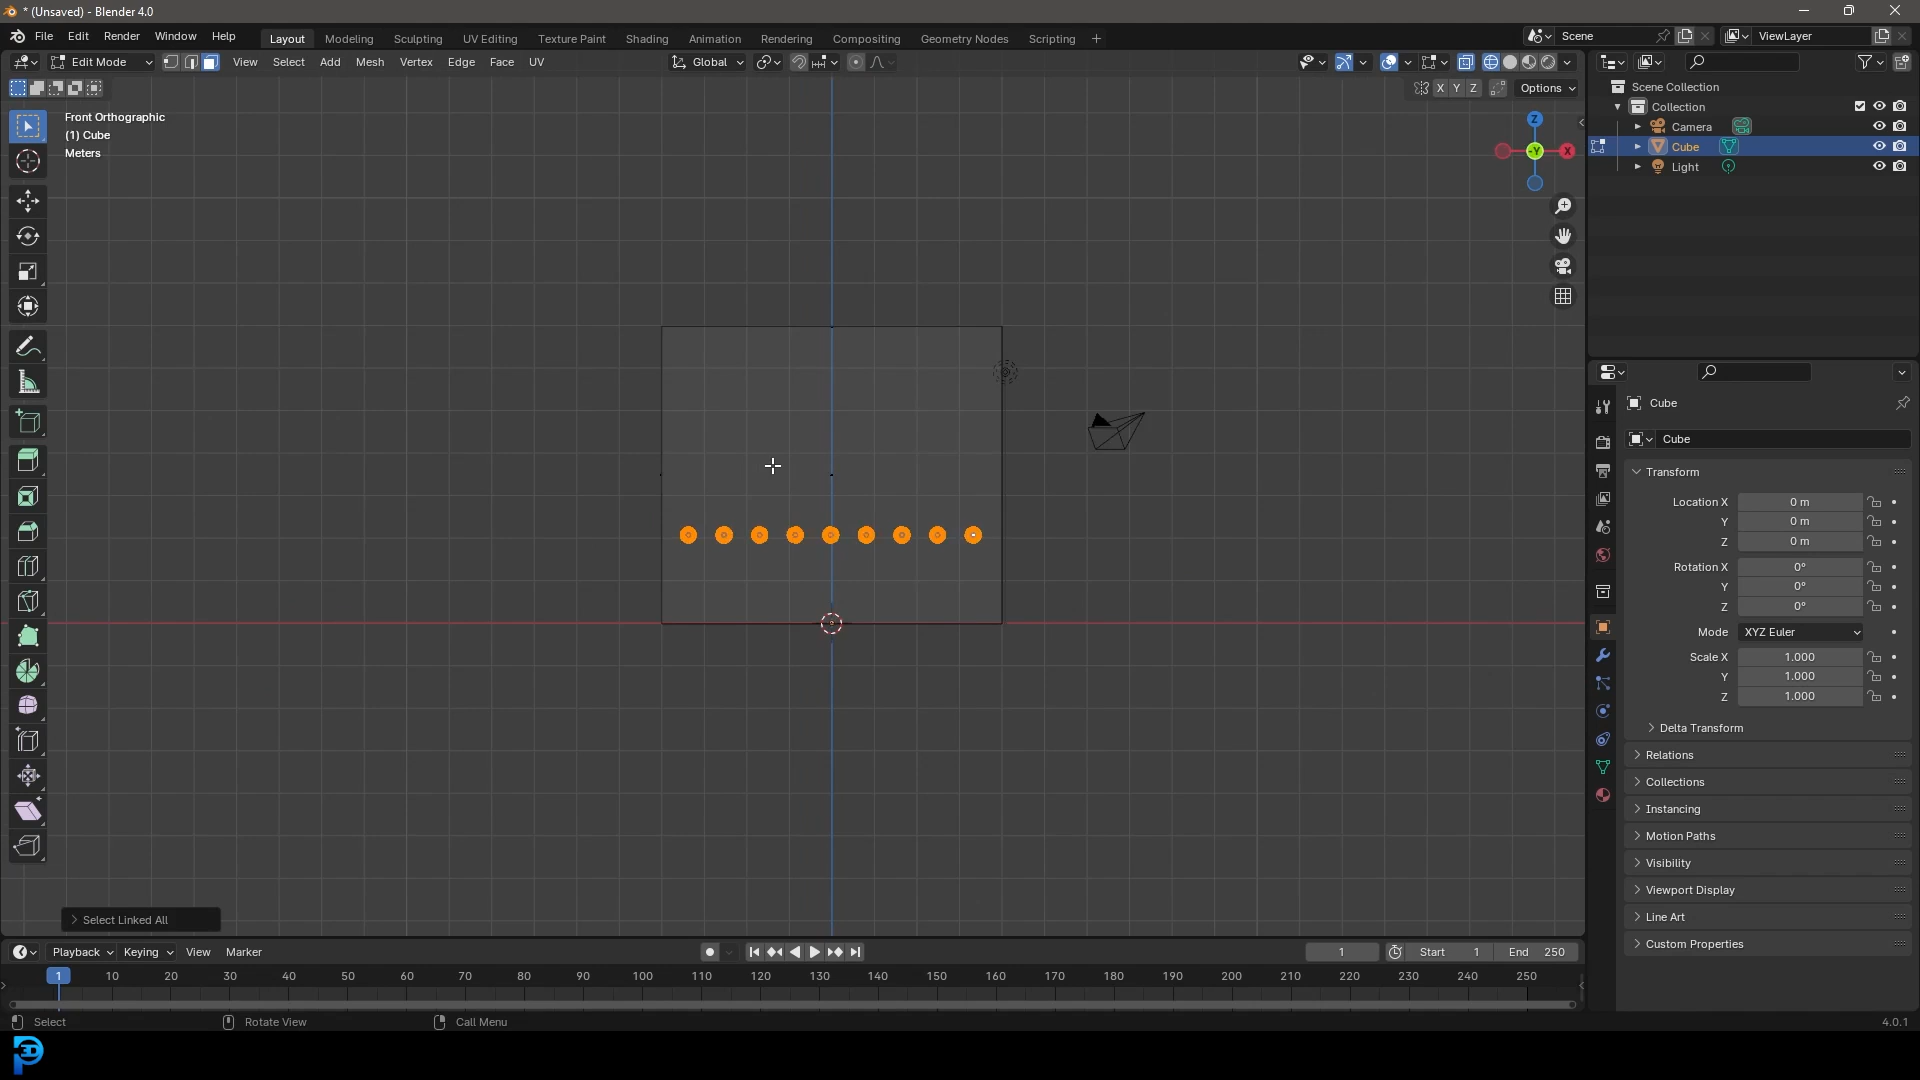 * (Unsaved) - Blender 4.0
File Edit Render Window Help
Layout Modeling Sculpting UV Editing Texture Paint Shading Animation Rendering Compositing Geometry Nodes Scripting +
Scene
ViewLayer
Edit Mode View Select Add Mesh Vertex Edge Face UV
Global
X Y Z Options
Front Orthographic
(1) Cube
Meters
Z
-Y X
Scene Collection
Collection
Camera
Cube
Light
Cube
Cube
Transform
Location X 0 m
Y 0 m
Z 0 m
Rotation X 0°
Y 0°
Z 0°
Mode XYZ Euler
Scale X 1.000
Y 1.000
Z 1.000
Delta Transform
Relations
Collections
Instancing
Motion Paths
Visibility
Viewport Display
Line Art
Custom Properties
Select Linked All
Playback Keying View Marker
1 Start 1 End 250
1 10 20 30 40 50 60 70 80 90 100 110 120 130 140 150 160 170 180 190 200 210 220 230 240 250
Select Rotate View Call Menu
4.0.1
3D